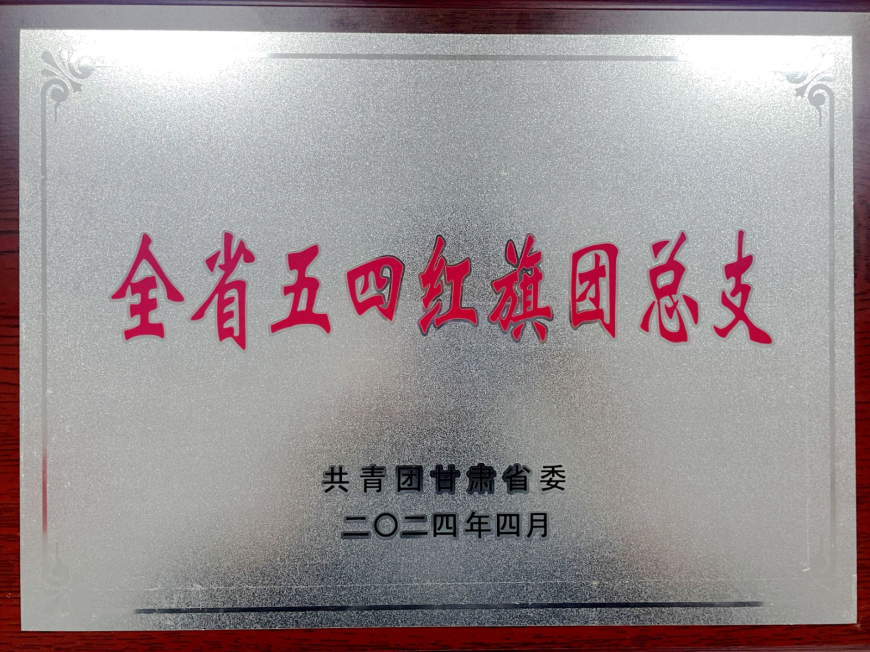 全省五四红旗团总支
共青团甘肃省委
二〇二四年四月